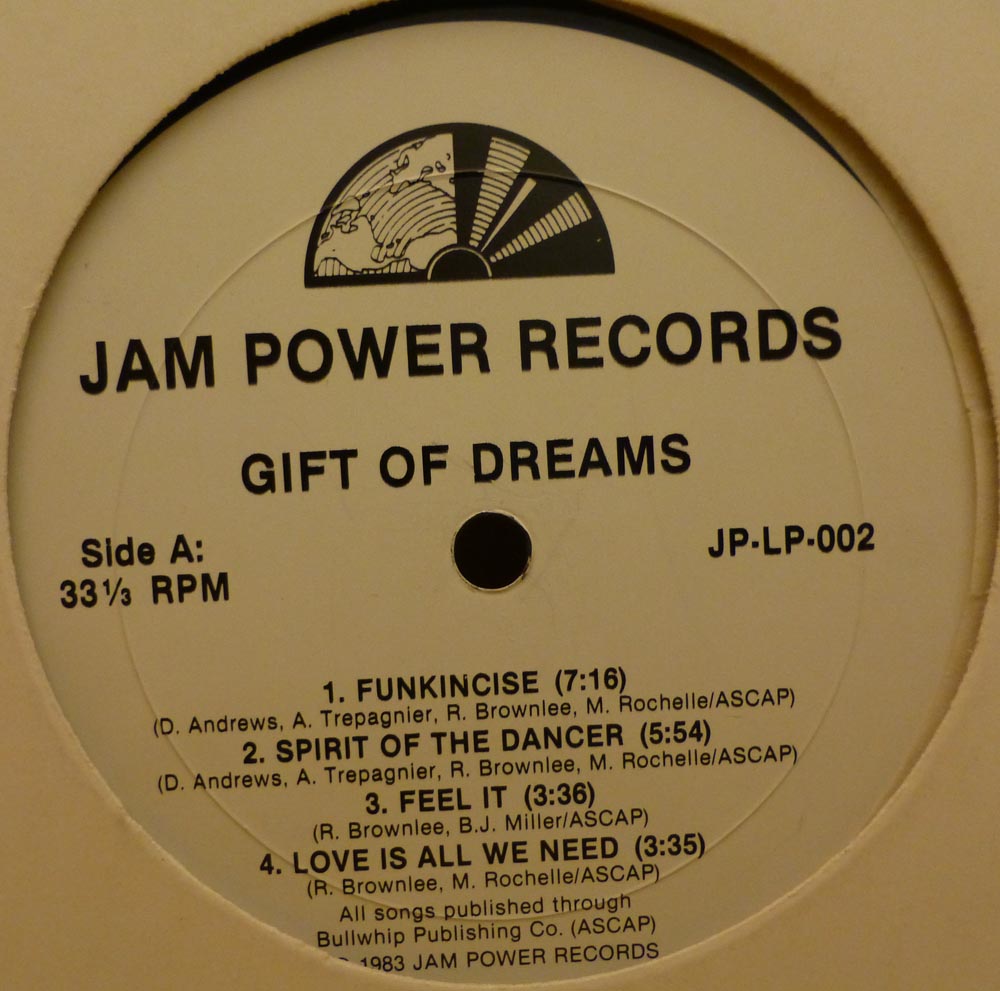 JAM POWER RECORDS
GIFT OF DREAMS
Side A:
33 1/3 RPM
JP-LP-002
1. FUNKINCISE (7:16)
(D. Andrews, A. Trepagnier, R. Brownlee, M. Rochelle/ASCAP)
2. SPIRIT OF THE DANCER (5:54)
(D. Andrews, A. Trepagnier, R. Brownlee, M. Rochelle/ASCAP)
3. FEEL IT (3:36)
(R. Brownlee, B.J. Miller/ASCAP)
4. LOVE IS ALL WE NEED (3:35)
(R. Brownlee, M. Rochelle/ASCAP)
All songs published through
Bullwhip Publishing Co. (ASCAP)
1983 JAM POWER RECORDS